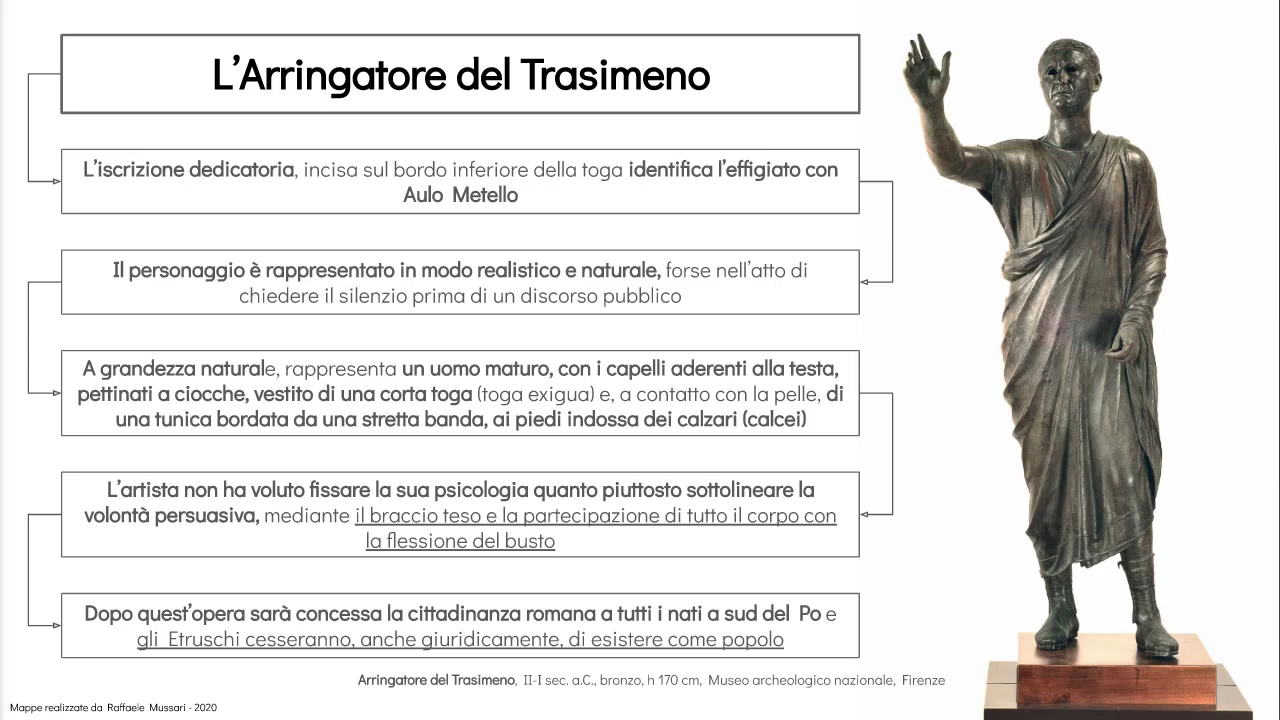 L'Arringatore del Trasimeno
L'iscrizione dedicatoria, incisa sul bordo inferiore della toga identifica l'effigiato con
Aulo Metello
Il personaggio è rappresentato in modo realistico e naturale, forse nell'atto di
chiedere il silenzio prima di un discorso pubblico
A grandezza naturale, rappresenta un uomo maturo, con i capelli aderenti alla testa,
pettinati a ciocche, vestito di una corta toga (toga exigua) e, a contatto con la pelle, di
una tunica bordata da una stretta banda, ai piedi indossa dei calzari (calcei)
L'artista non ha voluto fissare la sua psicologia quanto piuttosto sottolineare la
volontà persuasiva, mediante il braccio teso e la partecipazione di tutto il corpo con
la flessione del busto
Dopo quest'opera sarà concessa la cittadinanza romana a tutti i nati a sud del Po e
gli Etruschi cesseranno, anche giuridicamente, di esistere come popolo
Arringatore del Trasimeno, II-I sec. a.C., bronzo, h 170 cm, Museo archeologico nazionale, Firenze
Mappe realizzate da Raffaele Mussari - 2020